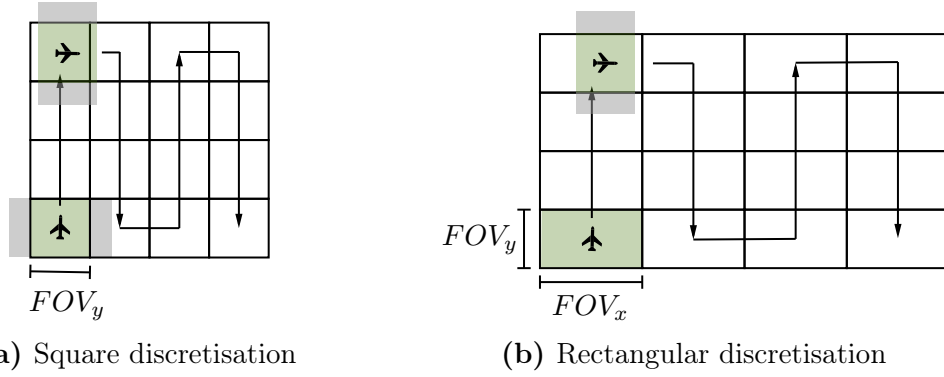 FOV_y
FOV_y
FOV_x
a) Square discretisation
(b) Rectangular discretisation